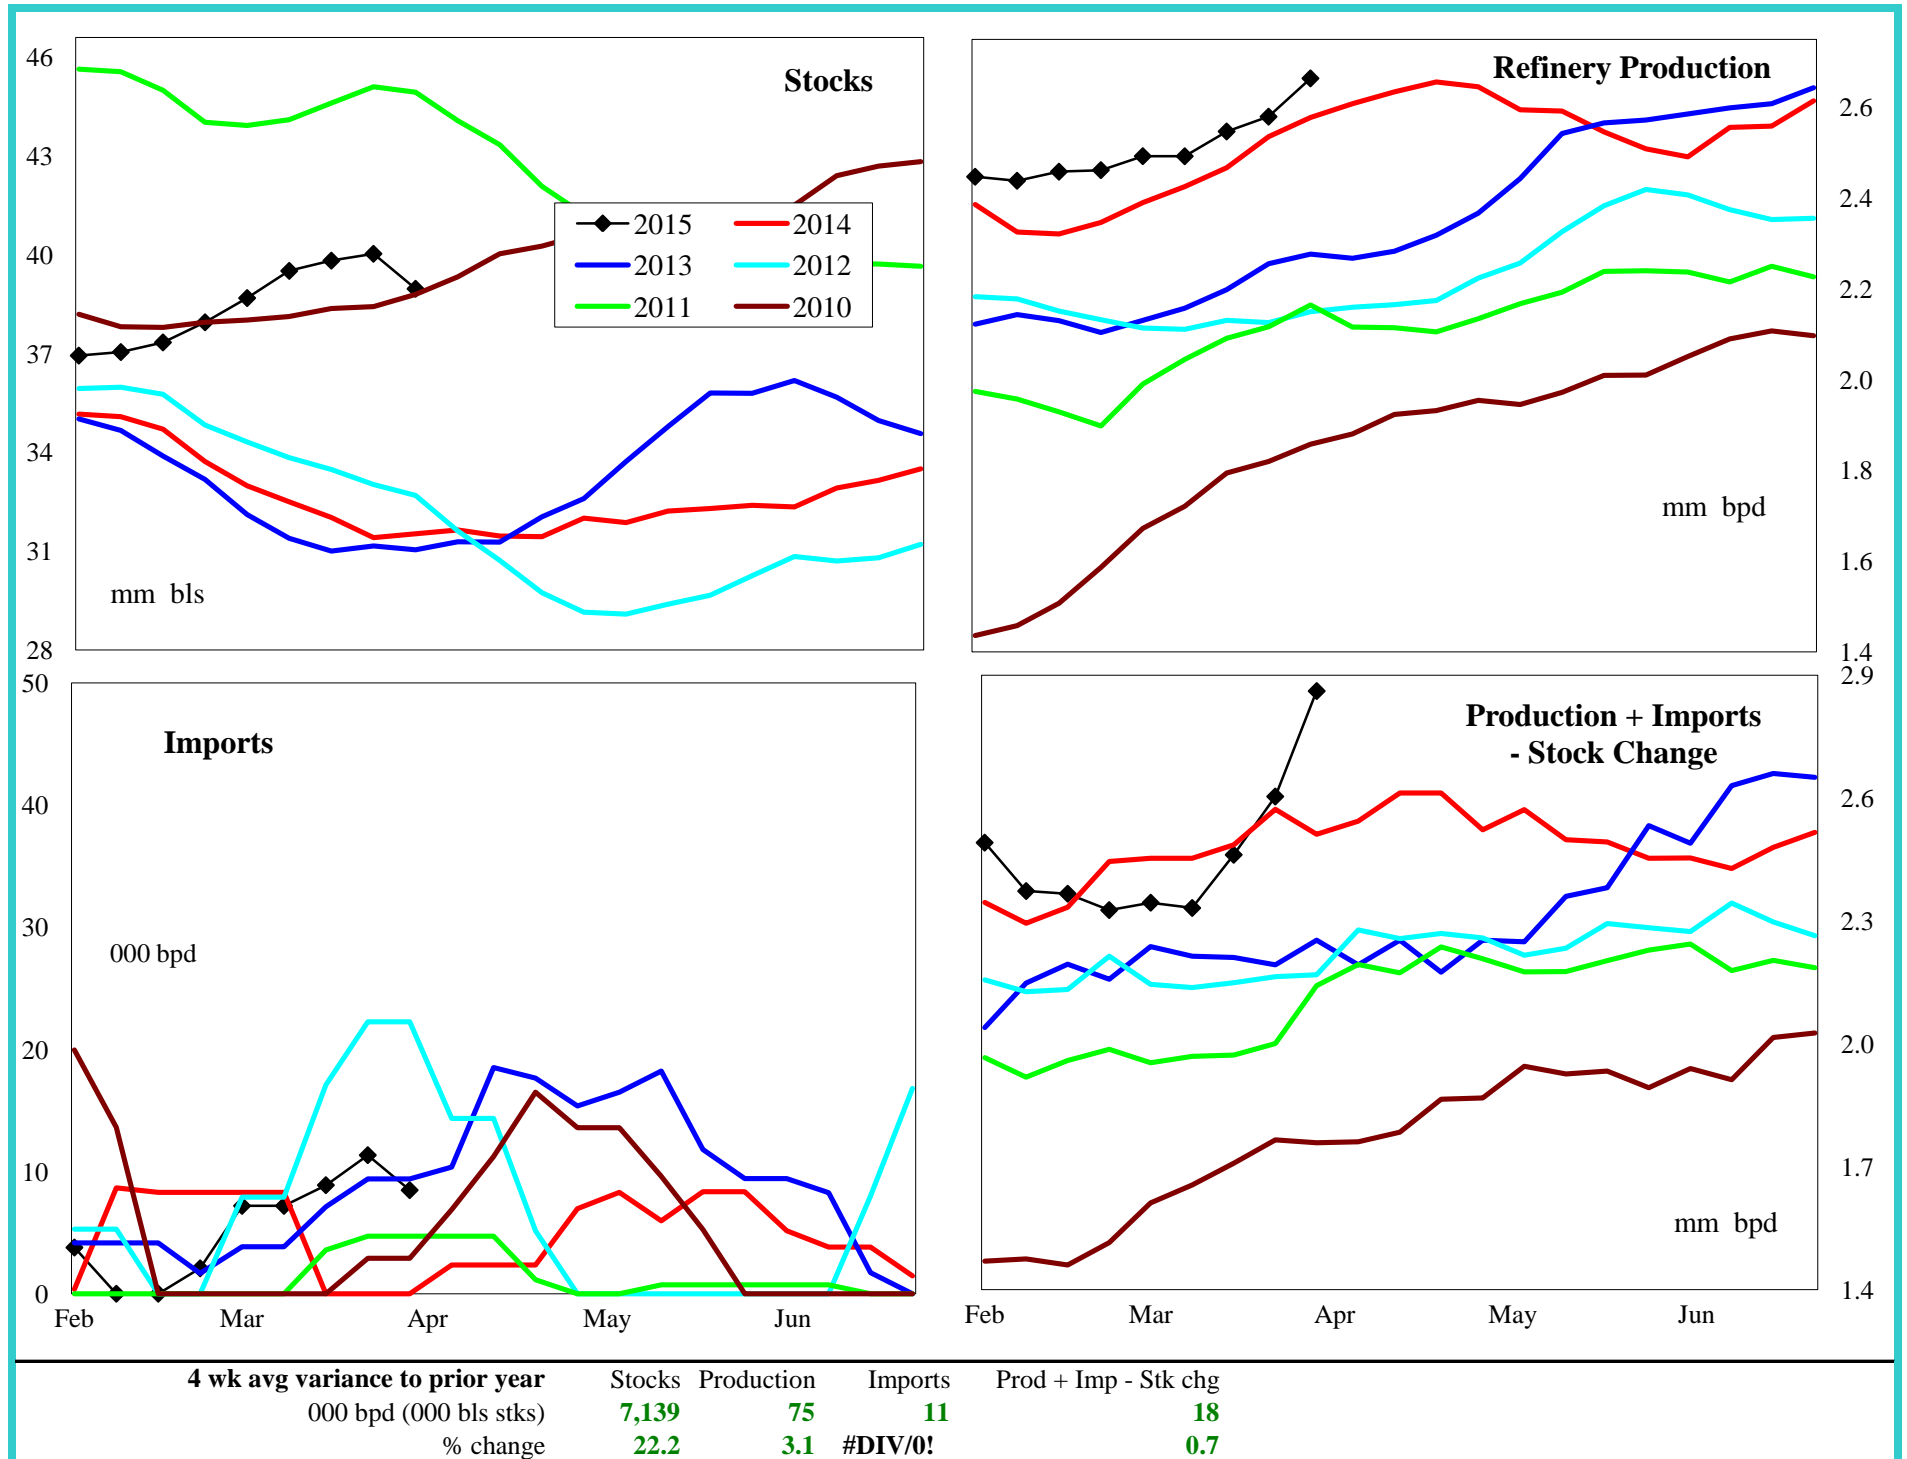 Stocks
46
43
40
37
34
31
28
2015 2014
2013 2012
2011 2010
mm bls
Refinery Production
2.6
2.4
2.2
2.0
1.8
1.6
1.4
mm bpd
Imports
50
40
30
20
10
0
000 bpd
Feb Mar Apr May Jun
Production + Imports
- Stock Change
2.9
2.6
2.3
2.0
1.7
1.4
mm bpd
Feb Mar Apr May Jun
4 wk avg variance to prior year Stocks Production Imports Prod + Imp - Stk chg
000 bpd (000 bls stks) 7,139 75 11 18
% change 22.2 3.1 #DIV/0! 0.7